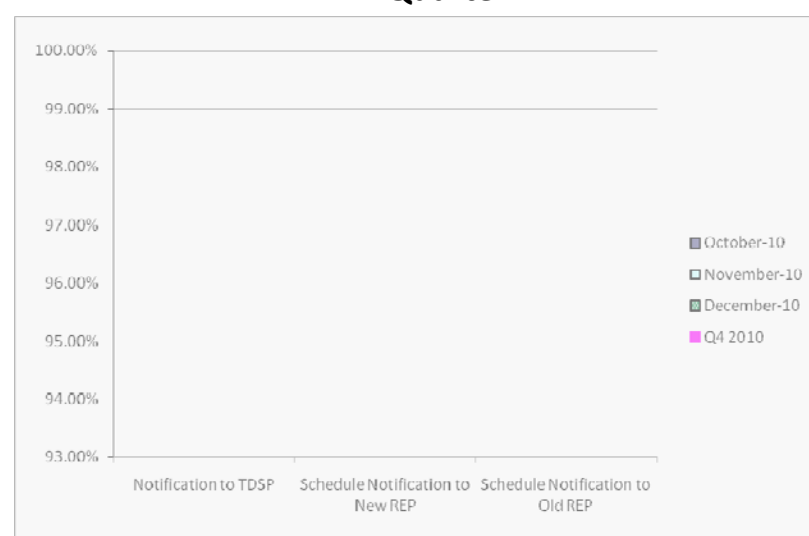 100.00%
99.00%
98.00%
97.00%
96.00%
95.00%
94.00%
93.00%
Notification to TDSP
Schedule Notification to
New REP
Schedule Notification to
Old REP
October-10
November-10
December-10
Q4 2010